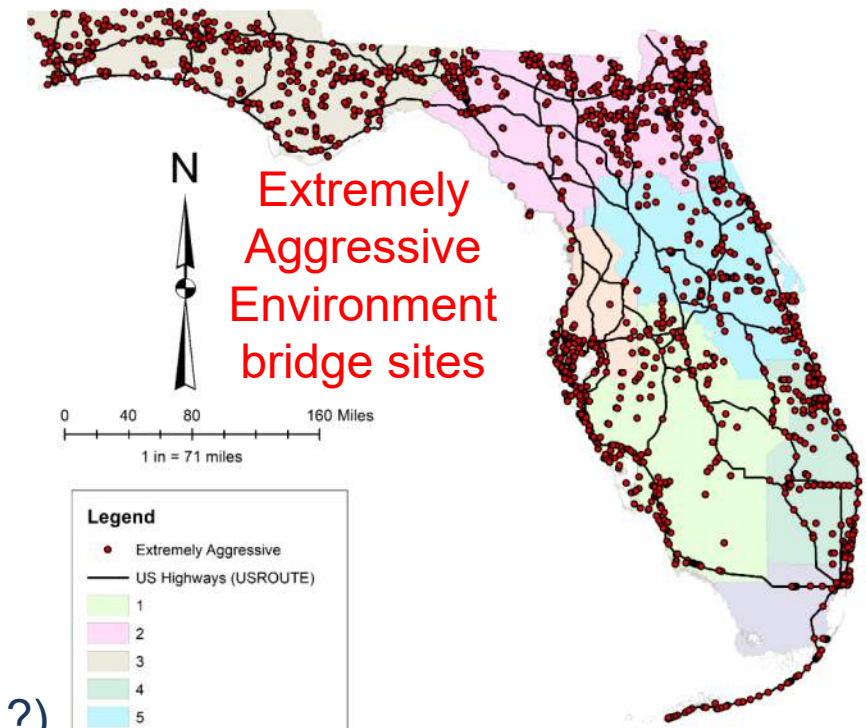 N
Extremely
Aggressive
Environment
bridge sites
0 40 80 160 Miles
1 in = 71 miles
Legend
Extremely Aggressive
US Highways (USROUTE)
1
2
3
4
5
?)